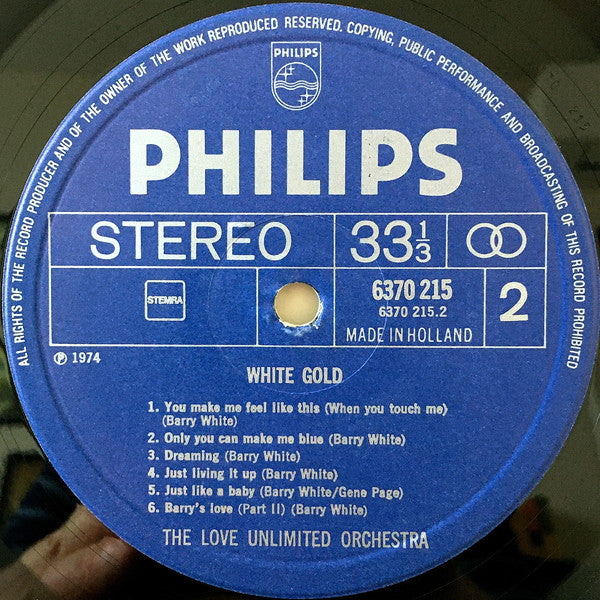 ALL RIGHTS OF THE RECORD PRODUCER AND OF THE OWNER OF THE WORK REPRODUCED RESERVED. COPYING, PUBLIC PERFORMANCE AND BROADCASTING OF THIS RECORD PROHIBITED
PHILIPS
PHILIPS
STEREO 33 1/3
STEMRA 6370 215 2
6370 215.2
MADE IN HOLLAND
℗ 1974
WHITE GOLD
1. You make me feel like this (When you touch me)
(Barry White)
2. Only you can make me blue (Barry White)
3. Dreaming (Barry White)
4. Just living it up (Barry White)
5. Just like a baby (Barry White/Gene Page)
6. Barry's love (Part II) (Barry White)
THE LOVE UNLIMITED ORCHESTRA